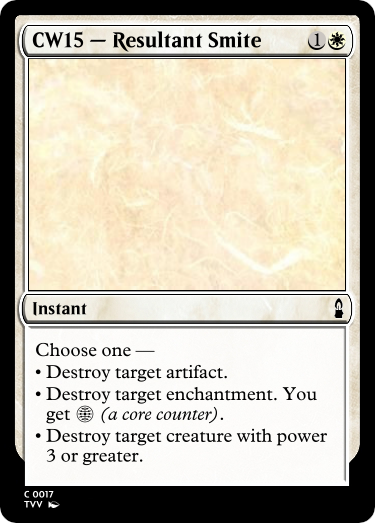 CW15 — Resultant Smite 1
Instant
Choose one —
• Destroy target artifact.
• Destroy target enchantment. You
get (a core counter).
• Destroy target creature with power
3 or greater.
C 0017
TVV